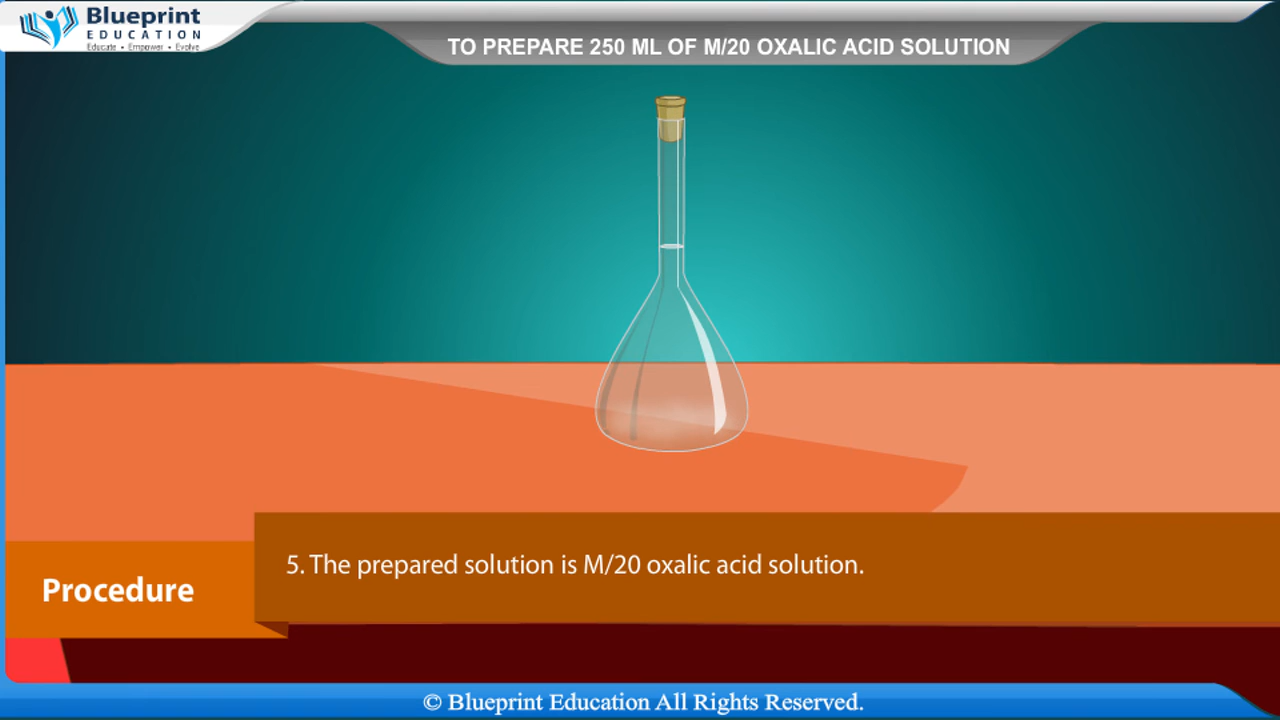 Blueprint
EDUCATION
Educate • Empower • Evolve
TO PREPARE 250 ML OF M/20 OXALIC ACID SOLUTION
5. The prepared solution is M/20 oxalic acid solution.
Procedure
© Blueprint Education All Rights Reserved.